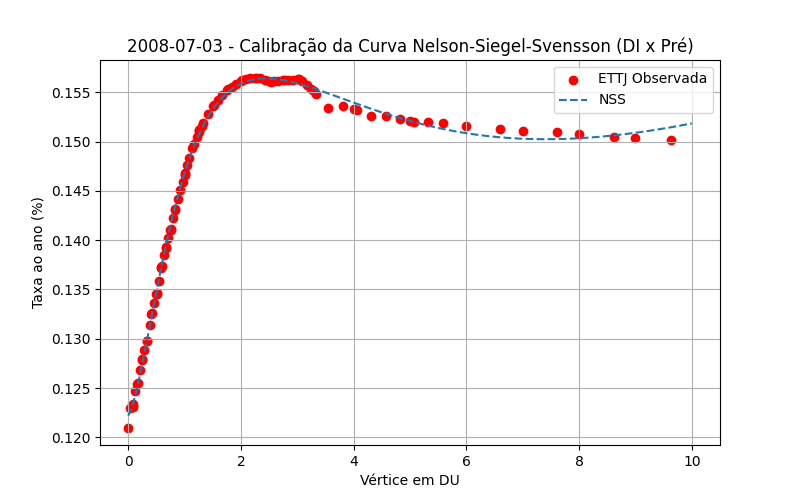 2008-07-03 - Calibração da Curva Nelson-Siegel-Svensson (DI x Pré)
ETTJ Observada
NSS
Taxa ao ano (%)
0.155
0.150
0.145
0.140
0.135
0.130
0.125
0.120
0 2 4 6 8 10
Vértice em DU